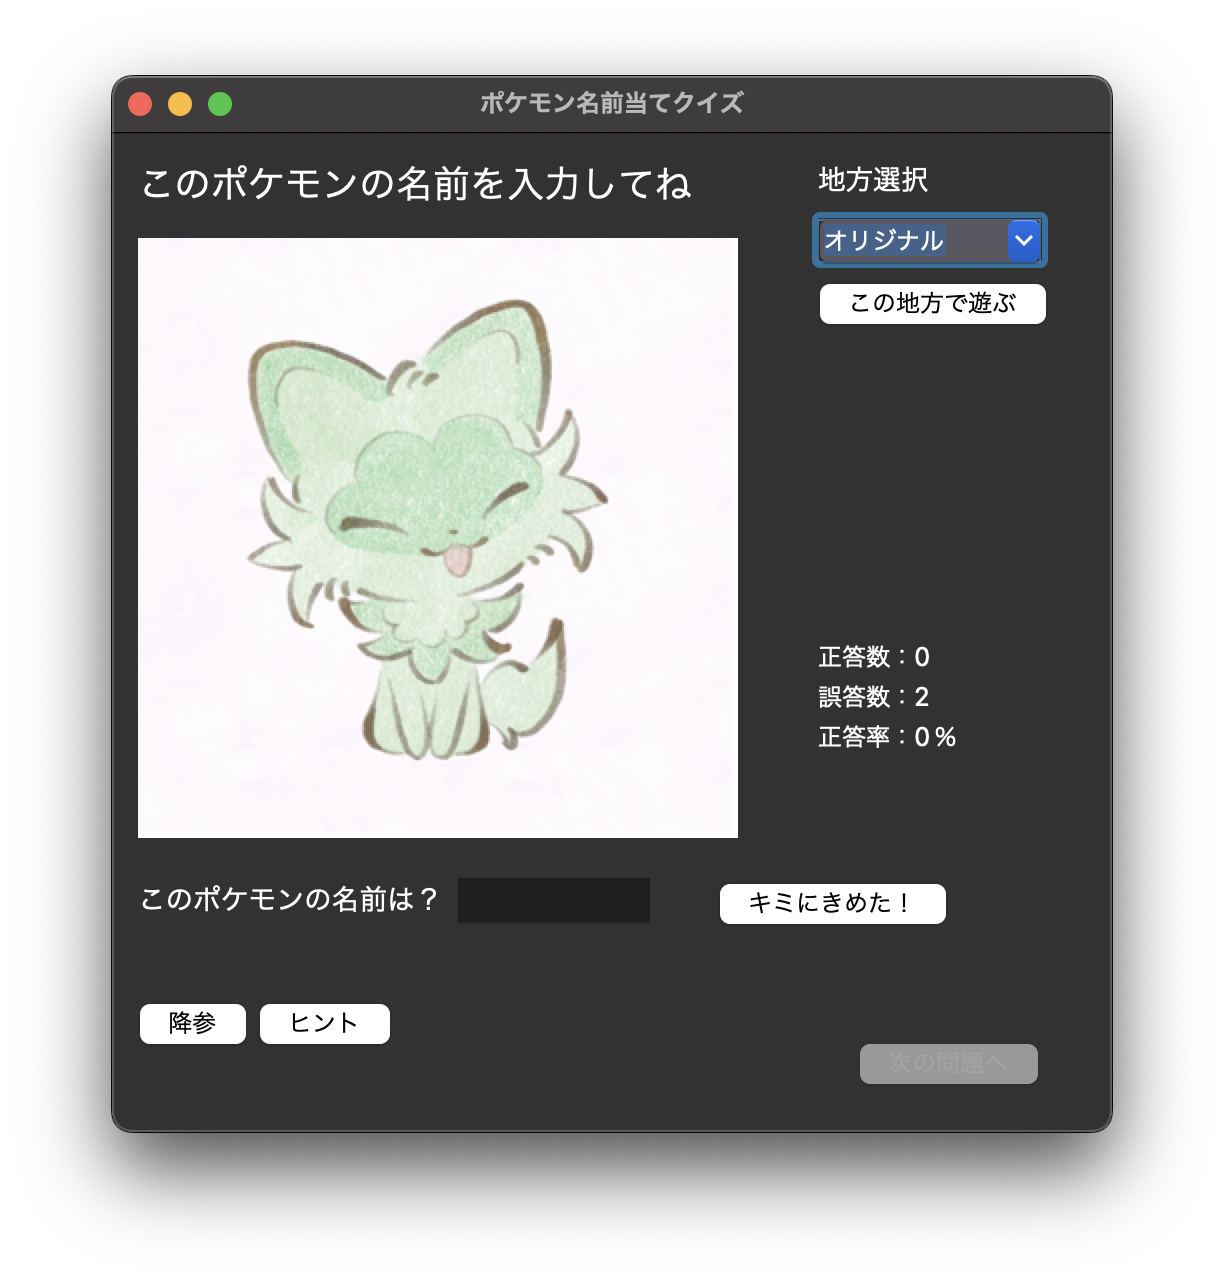 ポケモン名前当てクイズ
このポケモンの名前を入力してね
地方選択
オリジナル
この地方で遊ぶ
正答数：0
誤答数：2
正答率：0％
このポケモンの名前は？
キミにきめた！
降参
ヒント
次の問題へ